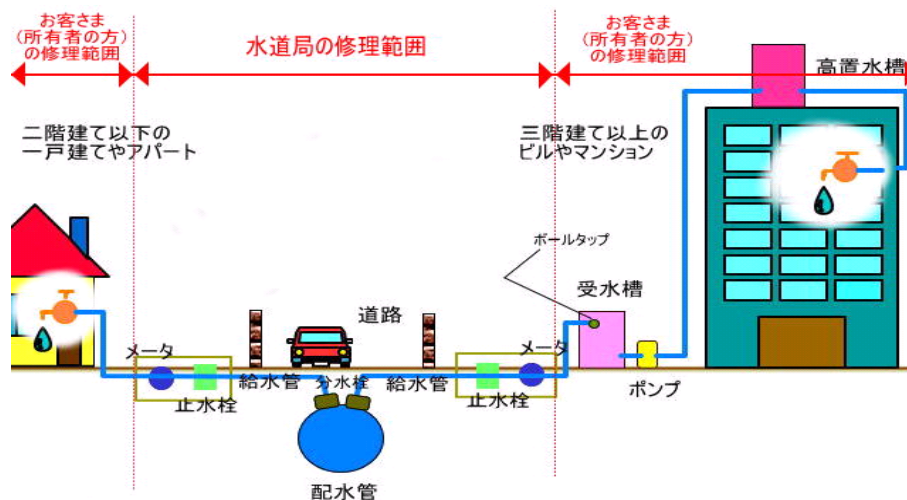 お客さま
（所有者の方）
の修理範囲
水道局の修理範囲
お客さま
（所有者の方）
の修理範囲
高置水槽
二階建て以下の
一戸建てやアパート
三階建て以上の
ビルやマンション
ボールタップ
受水槽
道路
メータ
メータ
給水管
分水栓
給水管
止水栓
止水栓
ポンプ
配水管